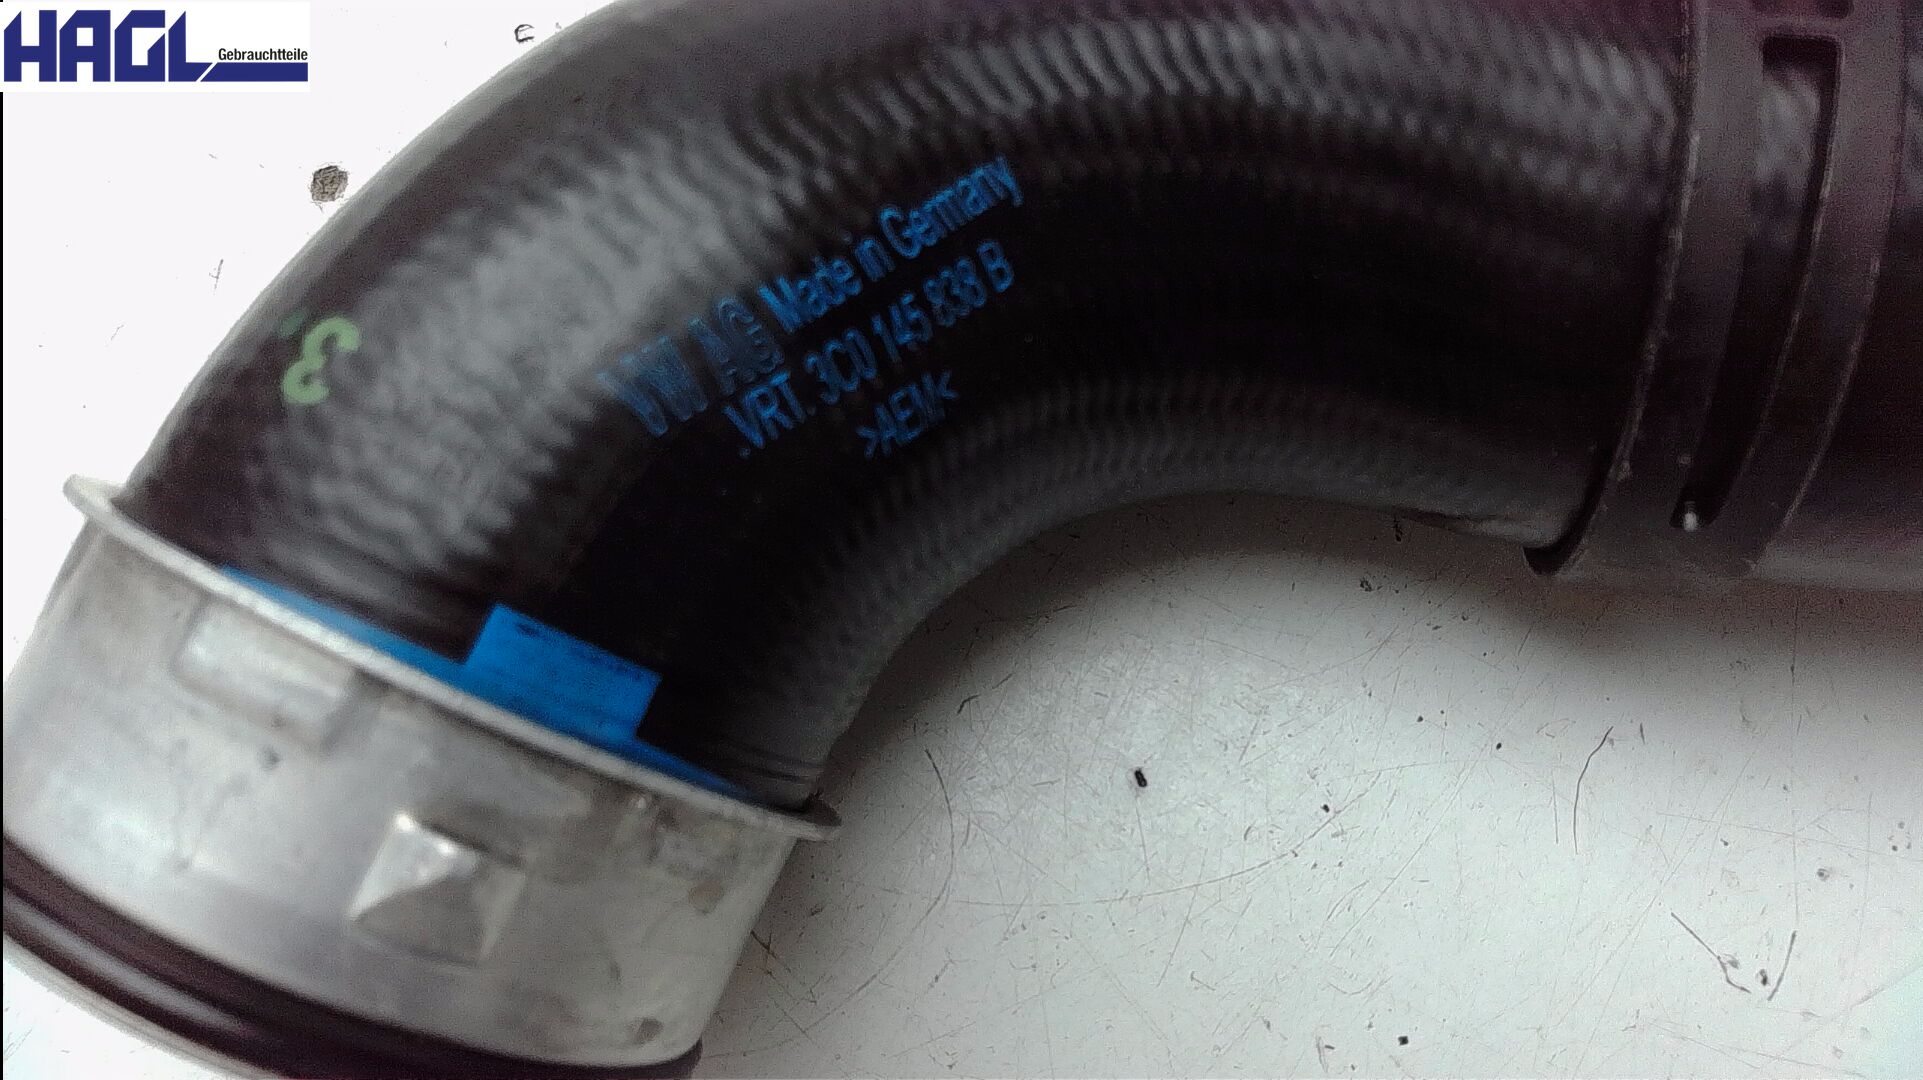 HAGL Gebrauchtteile
VW AG Made in Germany
VRT. 3C0 145 838 B
>AEM<
3